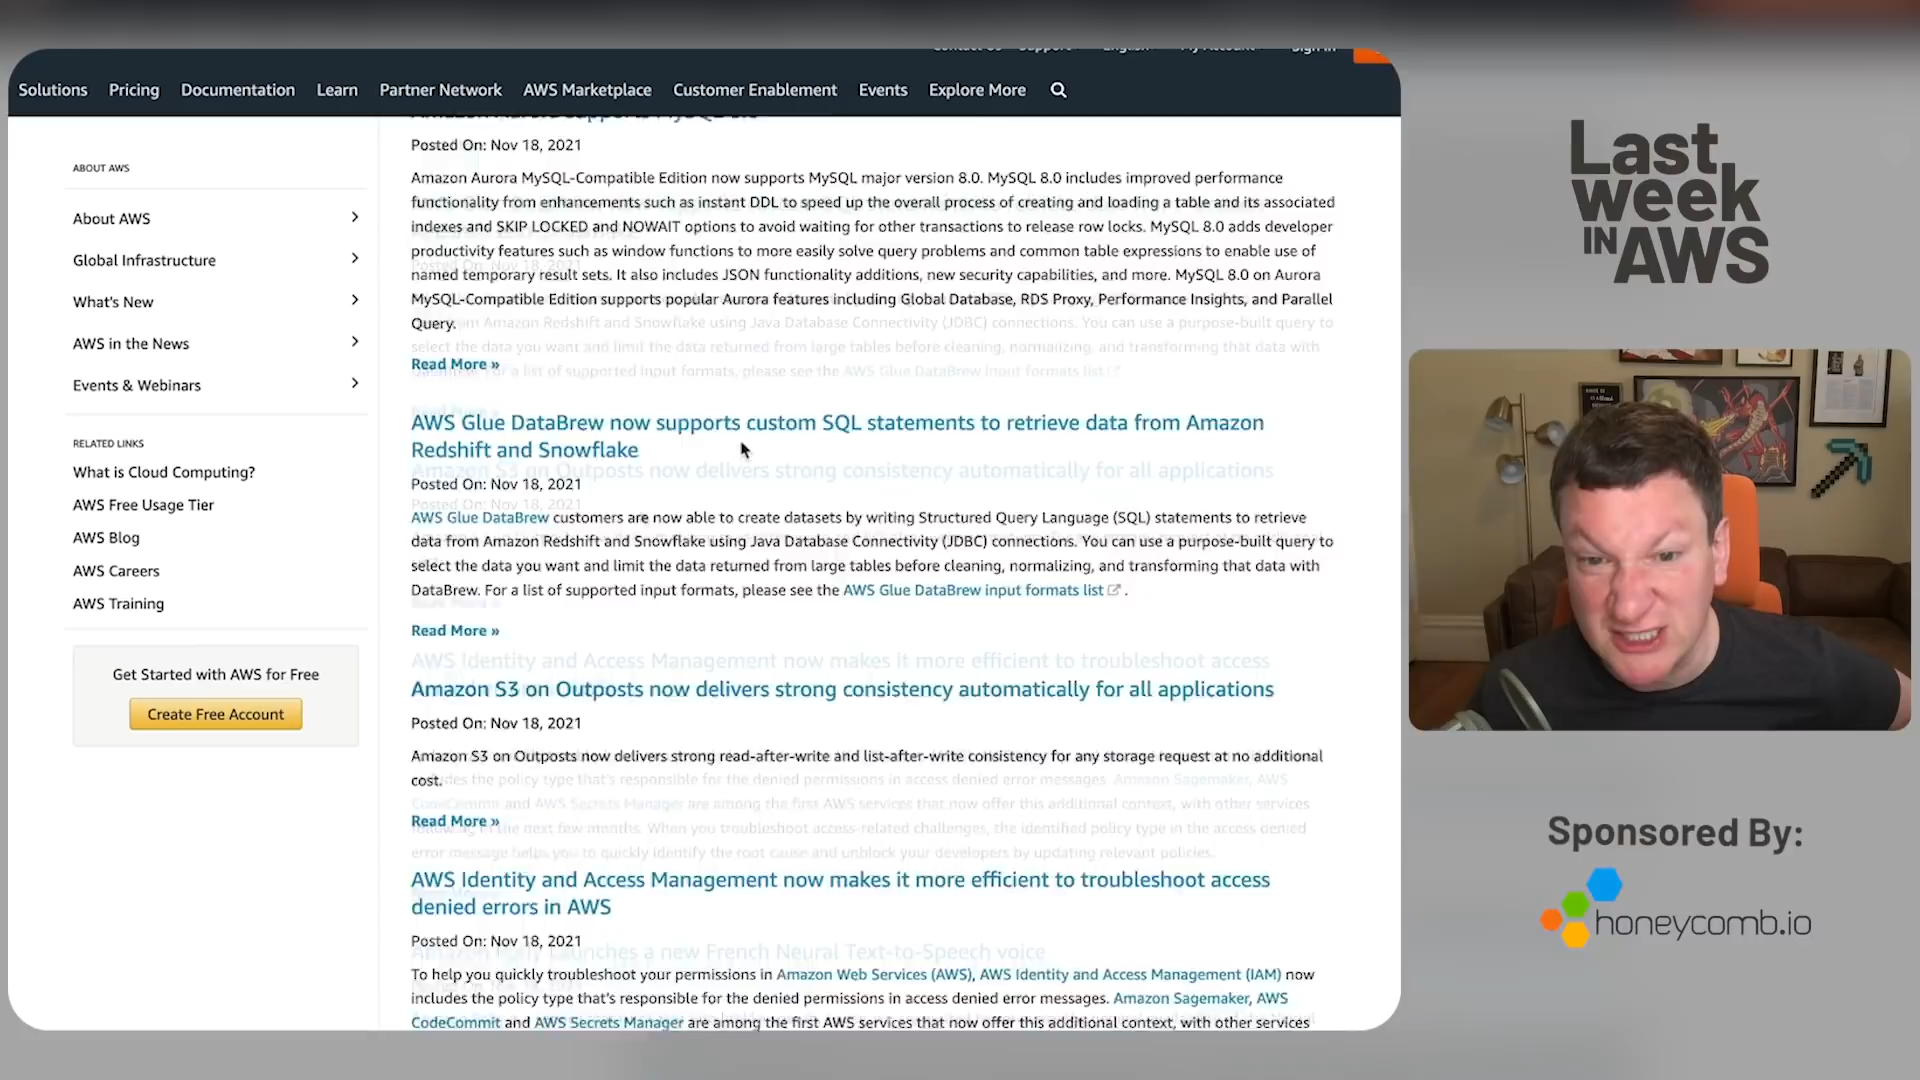 Contact Us Support English My Account Sign In
Solutions Pricing Documentation Learn Partner Network AWS Marketplace Customer Enablement Events Explore More
ABOUT AWS
About AWS
Global Infrastructure
What's New
AWS in the News
Events & Webinars
RELATED LINKS
What is Cloud Computing?
AWS Free Usage Tier
AWS Blog
AWS Careers
AWS Training
Get Started with AWS for Free
Create Free Account
Posted On: Nov 18, 2021
Amazon Aurora MySQL-Compatible Edition now supports MySQL major version 8.0. MySQL 8.0 includes improved performance
functionality from enhancements such as instant DDL to speed up the overall process of creating and loading a table and its associated
indexes and SKIP LOCKED and NOWAIT options to avoid waiting for other transactions to release row locks. MySQL 8.0 adds developer
productivity features such as window functions to more easily solve query problems and common table expressions to enable use of
named temporary result sets. It also includes JSON functionality additions, new security capabilities, and more. MySQL 8.0 on Aurora
MySQL-Compatible Edition supports popular Aurora features including Global Database, RDS Proxy, Performance Insights, and Parallel
Query.
Read More »
AWS Glue DataBrew now supports custom SQL statements to retrieve data from Amazon
Redshift and Snowflake
Posted On: Nov 18, 2021
AWS Glue DataBrew customers are now able to create datasets by writing Structured Query Language (SQL) statements to retrieve
data from Amazon Redshift and Snowflake using Java Database Connectivity (JDBC) connections. You can use a purpose-built query to
select the data you want and limit the data returned from large tables before cleaning, normalizing, and transforming that data with
DataBrew. For a list of supported input formats, please see the AWS Glue DataBrew input formats list .
Read More »
Amazon S3 on Outposts now delivers strong consistency automatically for all applications
Posted On: Nov 18, 2021
Amazon S3 on Outposts now delivers strong read-after-write and list-after-write consistency for any storage request at no additional
cost.
Read More »
AWS Identity and Access Management now makes it more efficient to troubleshoot access
denied errors in AWS
Posted On: Nov 18, 2021
To help you quickly troubleshoot your permissions in Amazon Web Services (AWS), AWS Identity and Access Management (IAM) now
includes the policy type that's responsible for the denied permissions in access denied error messages. Amazon Sagemaker, AWS
CodeCommit and AWS Secrets Manager are among the first AWS services that now offer this additional context, with other services
Last
week
IN AWS
Sponsored By:
honeycomb.io